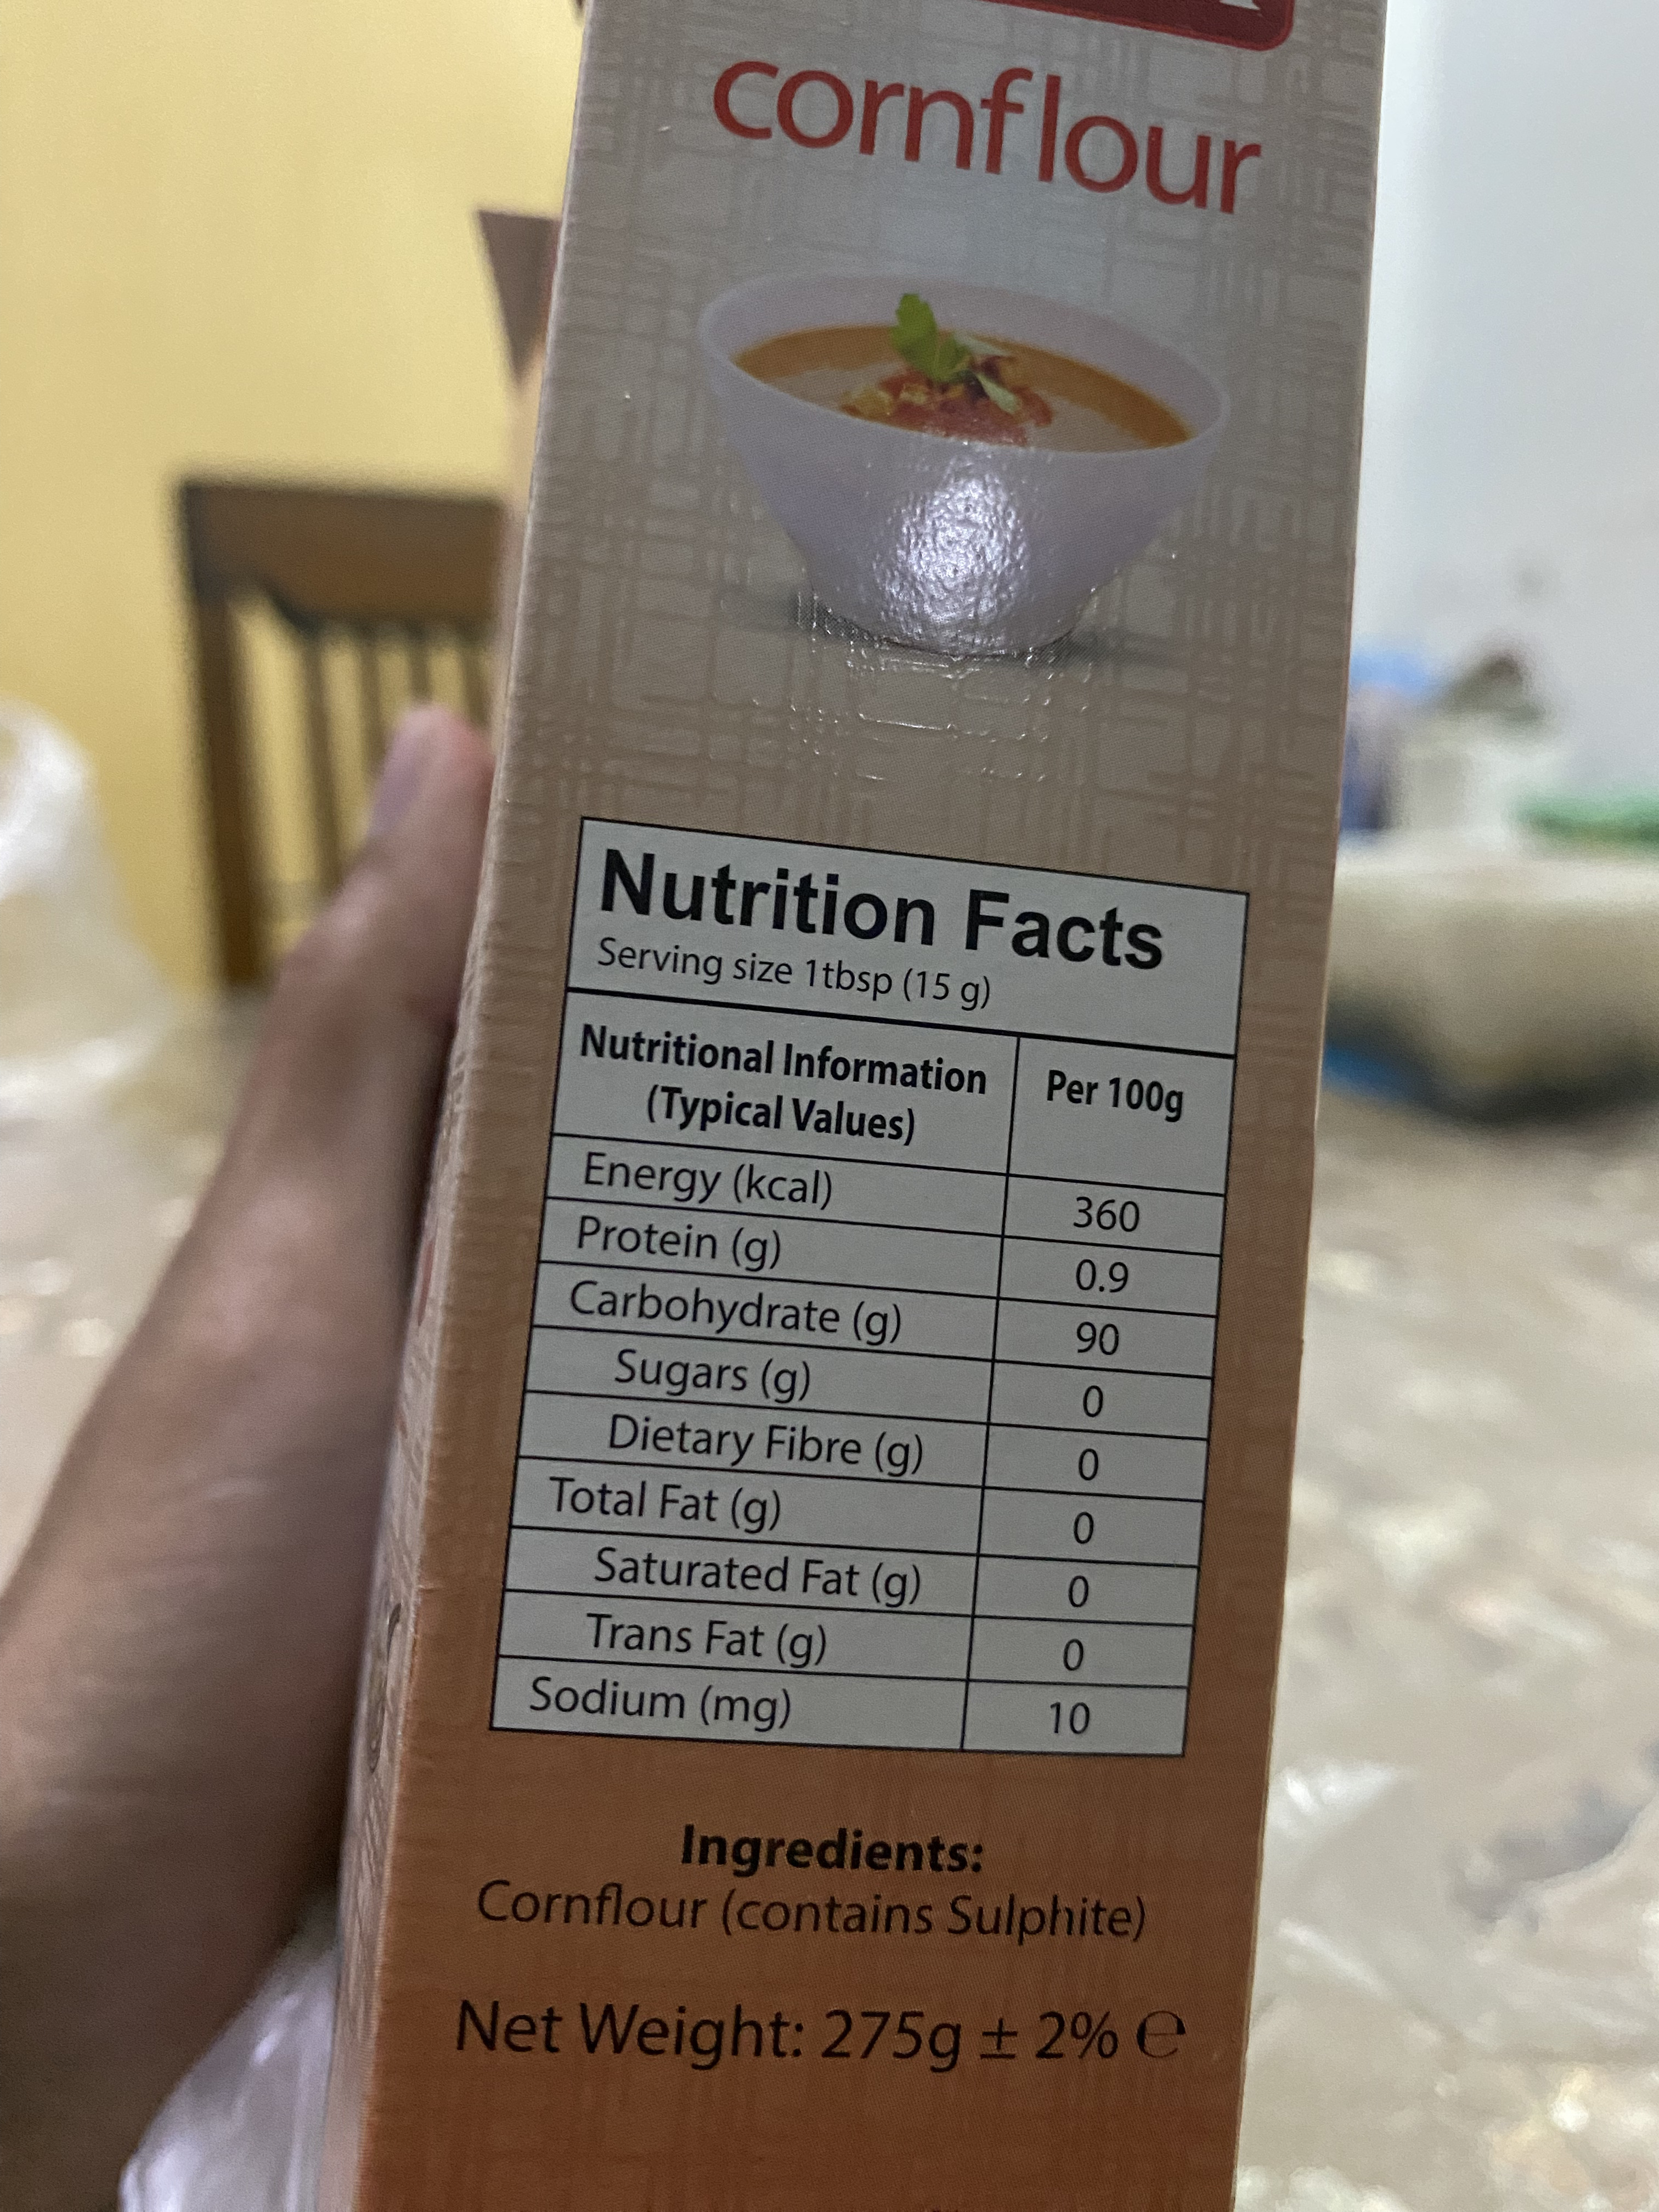 cornflour
Nutrition Facts
Serving size 1tbsp (15 g)
Nutritional Information
(Typical Values)
Per 100g
Energy (kcal) 360
Protein (g) 0.9
Carbohydrate (g) 90
Sugars (g) 0
Dietary Fibre (g) 0
Total Fat (g) 0
Saturated Fat (g) 0
Trans Fat (g) 0
Sodium (mg) 10
Ingredients:
Cornflour (contains Sulphite)
Net Weight: 275g ± 2% ℮